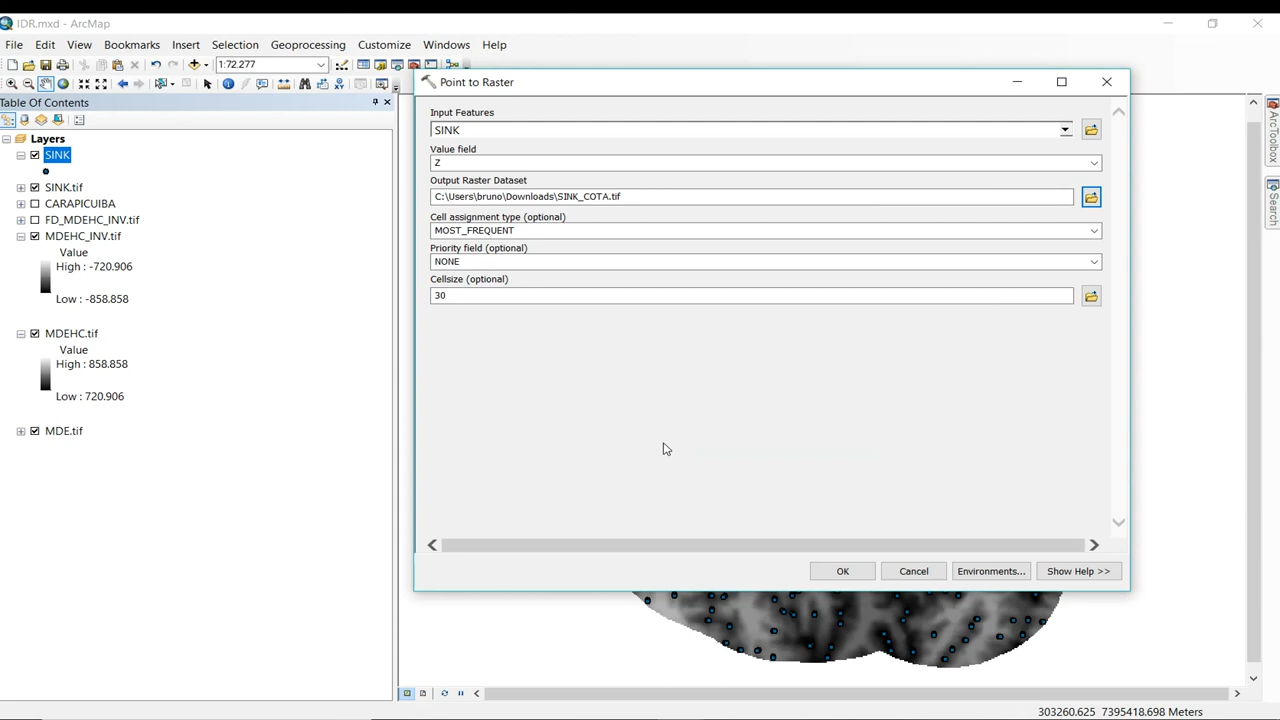 IDR.mxd - ArcMap
File Edit View Bookmarks Insert Selection Geoprocessing Customize Windows Help
1:72.277
Table Of Contents
Layers
SINK
SINK.tif
CARAPICUIBA
FD_MDEHC_INV.tif
MDEHC_INV.tif
Value
High : -720.906
Low : -858.858
MDEHC.tif
Value
High : 858.858
Low : 720.906
MDE.tif
Point to Raster
Input Features
SINK
Value field
Z
Output Raster Dataset
C:\Users\bruno\Downloads\SINK_COTA.tif
Cell assignment type (optional)
MOST_FREQUENT
Priority field (optional)
NONE
Cellsize (optional)
30
OK Cancel Environments... Show Help >>
ArcToolbox
Search
303260.625 7395418.698 Meters